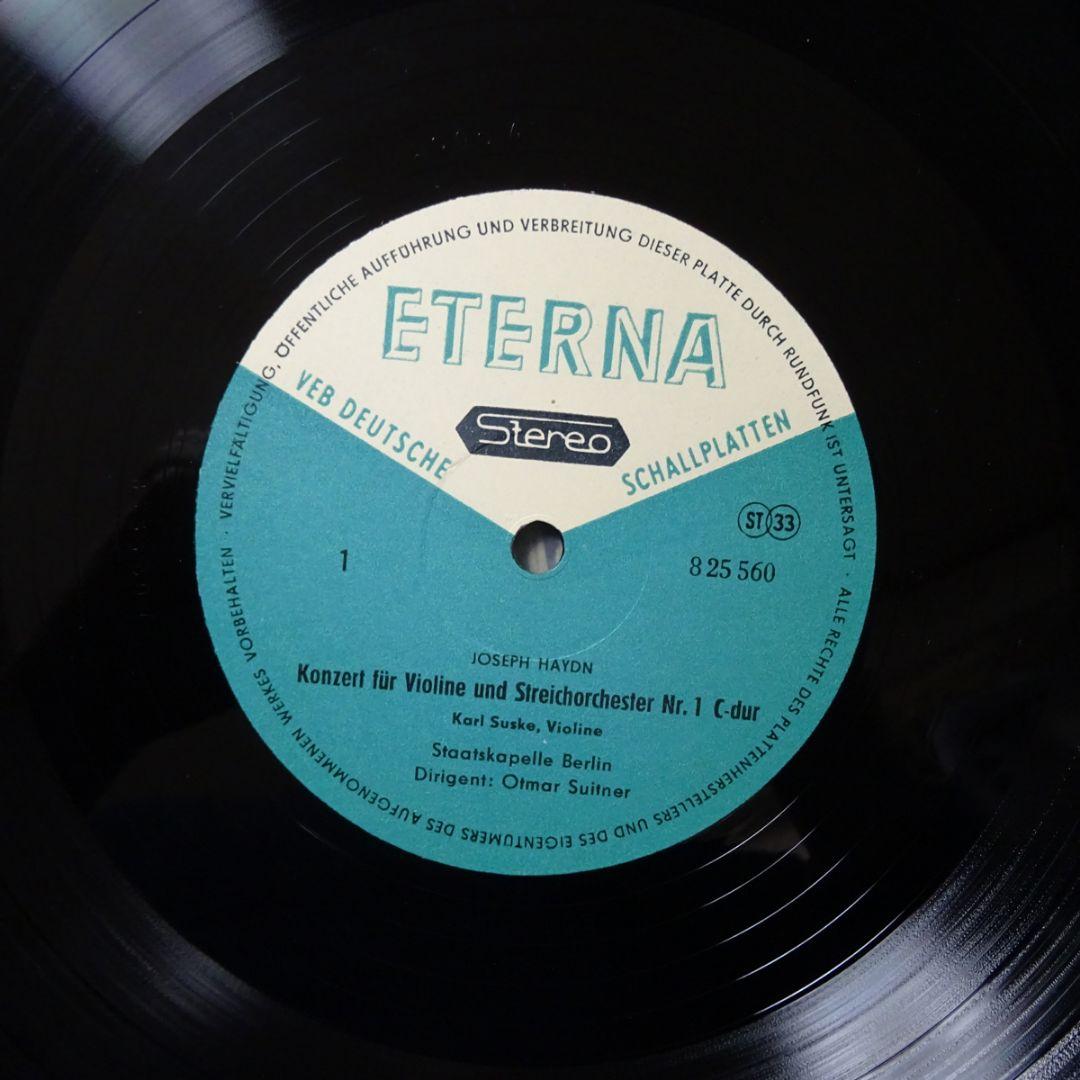 ALLE RECHTE DES PLATTENHERSTELLERS UND DES EIGENTUMERS DES AUFGENOMMENEN WERKES VORBEHALTEN · VERVIELFÄLTIGUNG, ÖFFENTLICHE AUFFÜHRUNG UND VERBREITUNG DIESER PLATTE DURCH RUNDFUNK IST UNTERSAGT ·
ETERNA
VEB DEUTSCHE SCHALLPLATTEN
Stereo
ST 33
1
8 25 560
JOSEPH HAYDN
Konzert für Violine und Streichorchester Nr. 1 C-dur
Karl Suske, Violine
Staatskapelle Berlin
Dirigent: Otmar Suitner